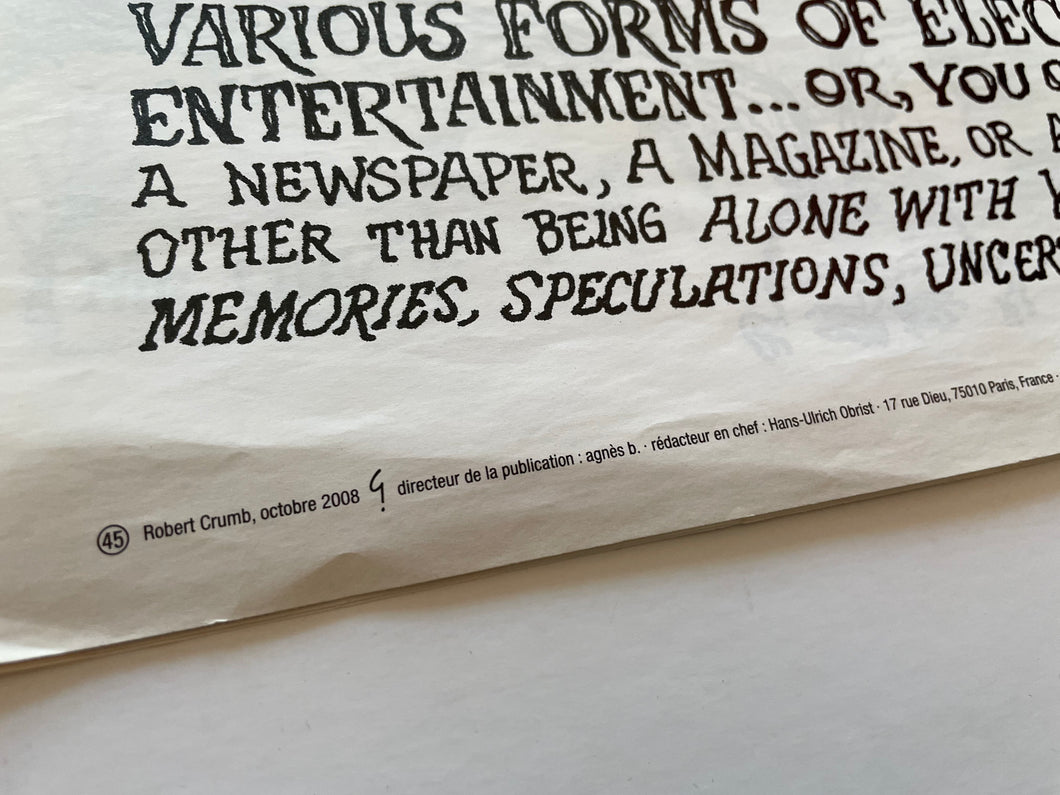 VARIOUS FORMS OF ELEC
ENTERTAINMENT...OR, YOU
A NEWSPAPER, A MAGAZINE, OR
OTHER THAN BEING ALONE WITH
MEMORIES, SPECULATIONS, UNCER
45 Robert Crumb, octobre 2008 directeur de la publication : agnès b. · rédacteur en chef : Hans-Ulrich Obrist · 17 rue Dieu, 75010 Paris, France ·